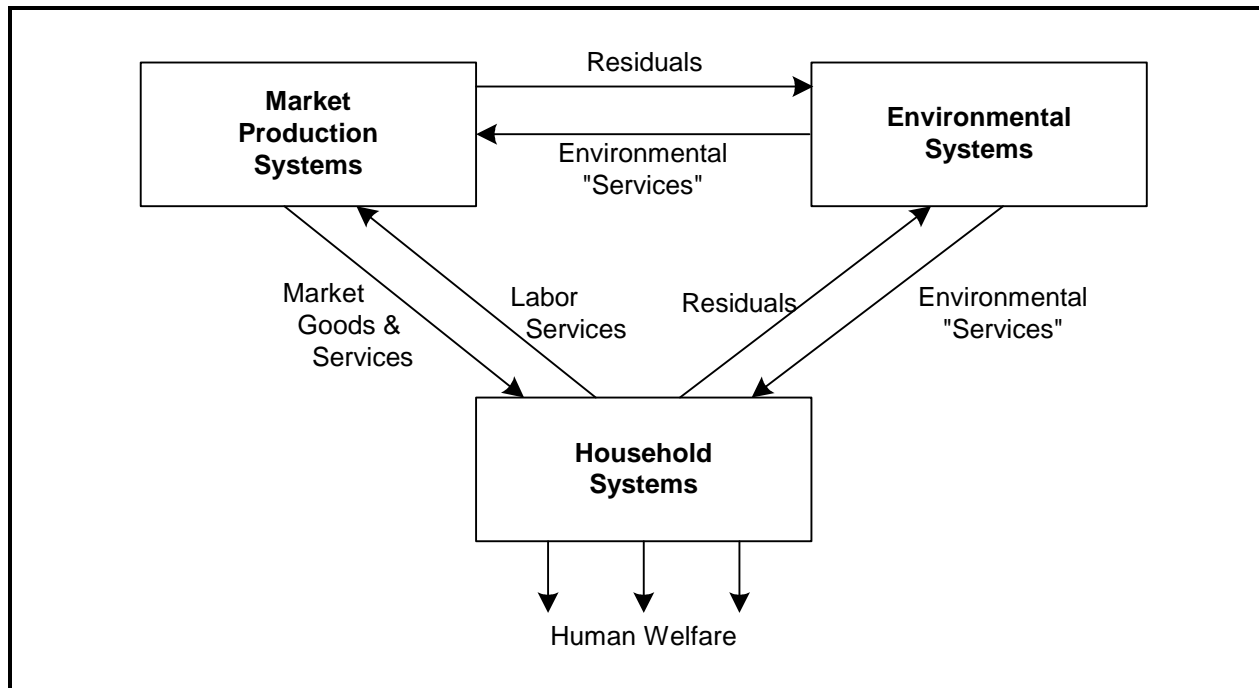 Residuals
Market
Production
Systems
Environmental
Systems
Environmental
"Services"
Market
Goods &
Services
Labor
Services
Residuals
Environmental
"Services"
Household
Systems
Human Welfare